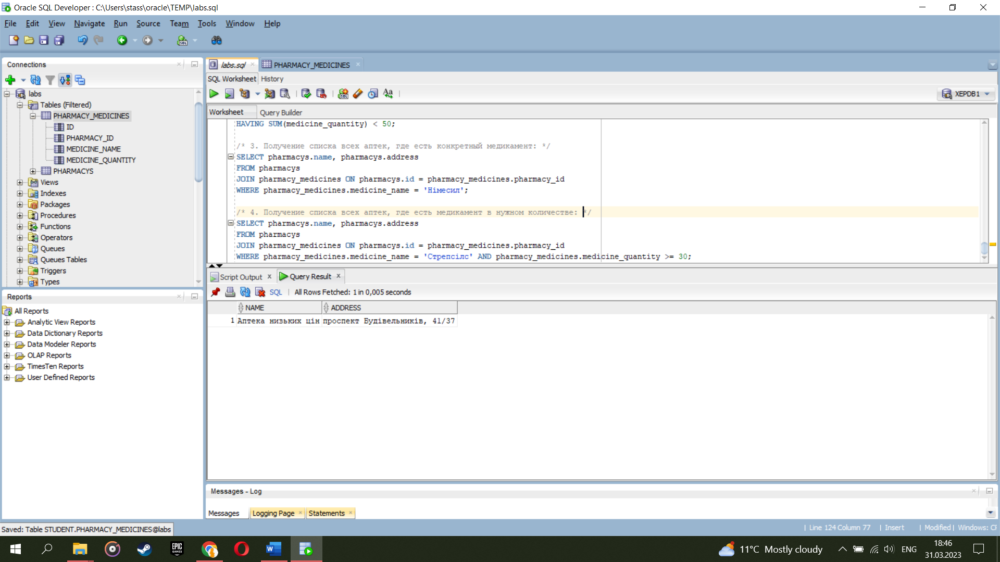 Oracle SQL Developer : C:\Users\stass\oracle\TEMP\labs.sql
File Edit View Navigate Run Source Team Tools Window Help
Connections
labs
Tables (Filtered)
PHARMACY_MEDICINES
ID
PHARMACY_ID
MEDICINE_NAME
MEDICINE_QUANTITY
PHARMACYS
Views
Indexes
Packages
Procedures
Functions
Operators
Queues
Queues Tables
Triggers
Types
Reports
All Reports
Analytic View Reports
Data Dictionary Reports
Data Modeler Reports
OLAP Reports
TimesTen Reports
User Defined Reports
labs.sql PHARMACY_MEDICINES
SQL Worksheet History
XEPDB1
Worksheet Query Builder
HAVING SUM(medicine_quantity) < 50;
/* 3. Получение списка всех аптек, где есть конкретный медикамент: */
SELECT pharmacys.name, pharmacys.address
FROM pharmacys
JOIN pharmacy_medicines ON pharmacys.id = pharmacy_medicines.pharmacy_id
WHERE pharmacy_medicines.medicine_name = 'Німесил';
/* 4. Получение списка всех аптек, где есть медикамент в нужном количестве: */
SELECT pharmacys.name, pharmacys.address
FROM pharmacys
JOIN pharmacy_medicines ON pharmacys.id = pharmacy_medicines.pharmacy_id
WHERE pharmacy_medicines.medicine_name = 'Стрепсілс' AND pharmacy_medicines.medicine_quantity >= 30;
Script Output x Query Result x
SQL All Rows Fetched: 1 in 0,005 seconds
NAME ADDRESS
1 Аптека низьких цін проспект Будівельників, 41/37
Messages - Log
Messages Logging Page Statements
Saved: Table STUDENT.PHARMACY_MEDICINES@labs
Line 124 Column 77 Insert Modified Windows: CF
EPIC GAMES
11°C Mostly cloudy
ENG
18:46
31.03.2023